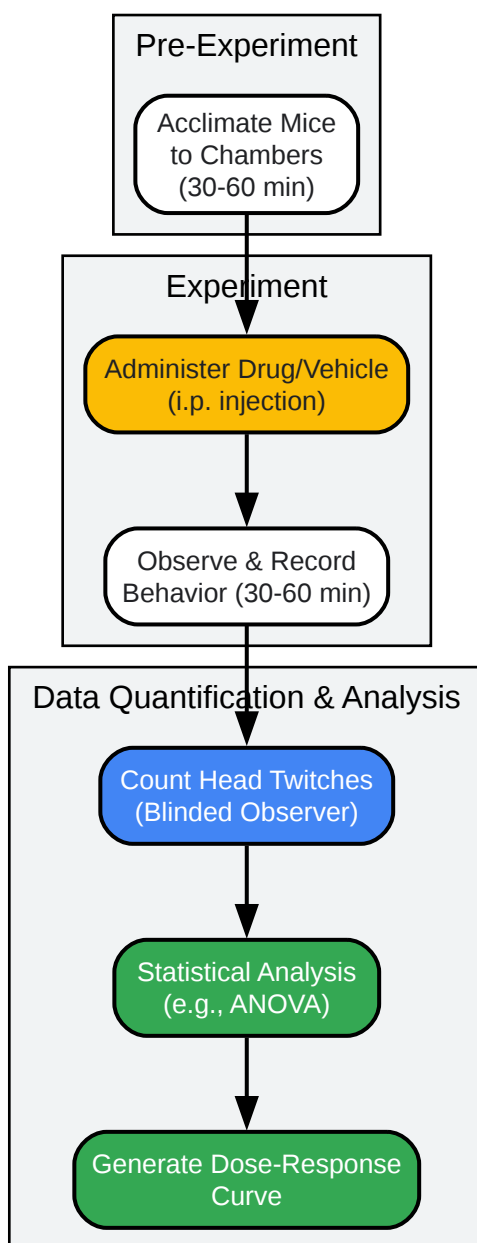 Pre-Experiment
Acclimate Mice
to Chambers
(30-60 min)
Experiment
Administer Drug/Vehicle
(i.p. injection)
Observe & Record
Behavior (30-60 min)
Data Quantification & Analysis
Count Head Twitches
(Blinded Observer)
Statistical Analysis
(e.g., ANOVA)
Generate Dose-Response
Curve